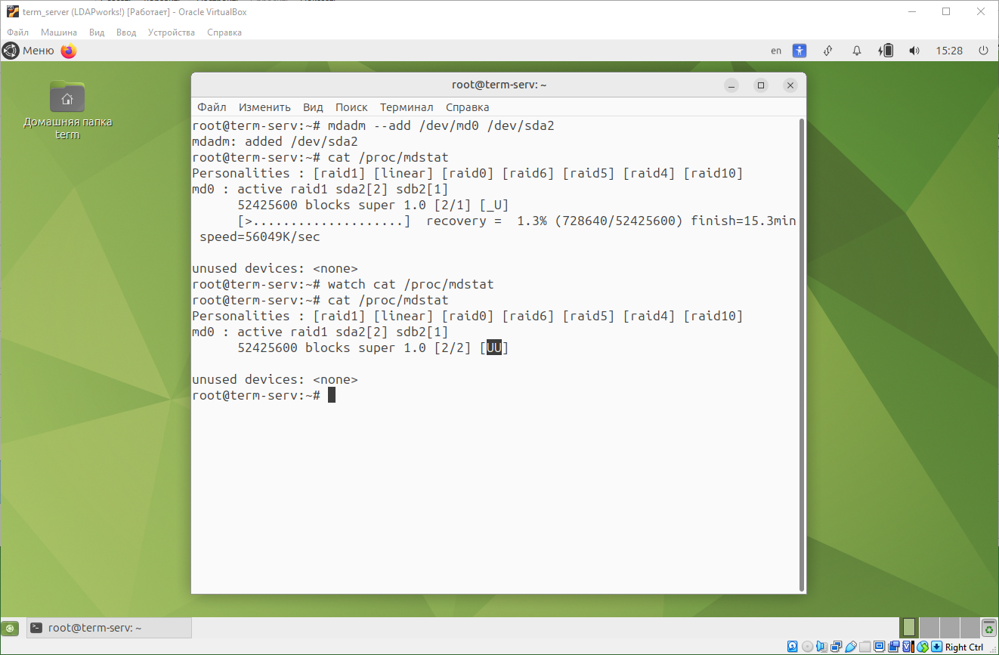 term_server (LDAPworks!) [Работает] - Oracle VirtualBox
Файл Машина Вид Ввод Устройства Справка
Меню en 15:28
Домашняя папка
term
root@term-serv: ~
Файл Изменить Вид Поиск Терминал Справка
root@term-serv:~# mdadm --add /dev/md0 /dev/sda2
mdadm: added /dev/sda2
root@term-serv:~# cat /proc/mdstat
Personalities : [raid1] [linear] [raid0] [raid6] [raid5] [raid4] [raid10]
md0 : active raid1 sda2[2] sdb2[1]
      52425600 blocks super 1.0 [2/1] [_U]
      [>....................]  recovery =  1.3% (728640/52425600) finish=15.3min
 speed=56049K/sec
unused devices: <none>
root@term-serv:~# watch cat /proc/mdstat
root@term-serv:~# cat /proc/mdstat
Personalities : [raid1] [linear] [raid0] [raid6] [raid5] [raid4] [raid10]
md0 : active raid1 sda2[2] sdb2[1]
      52425600 blocks super 1.0 [2/2] [UU]
unused devices: <none>
root@term-serv:~#
root@term-serv: ~
Right Ctrl